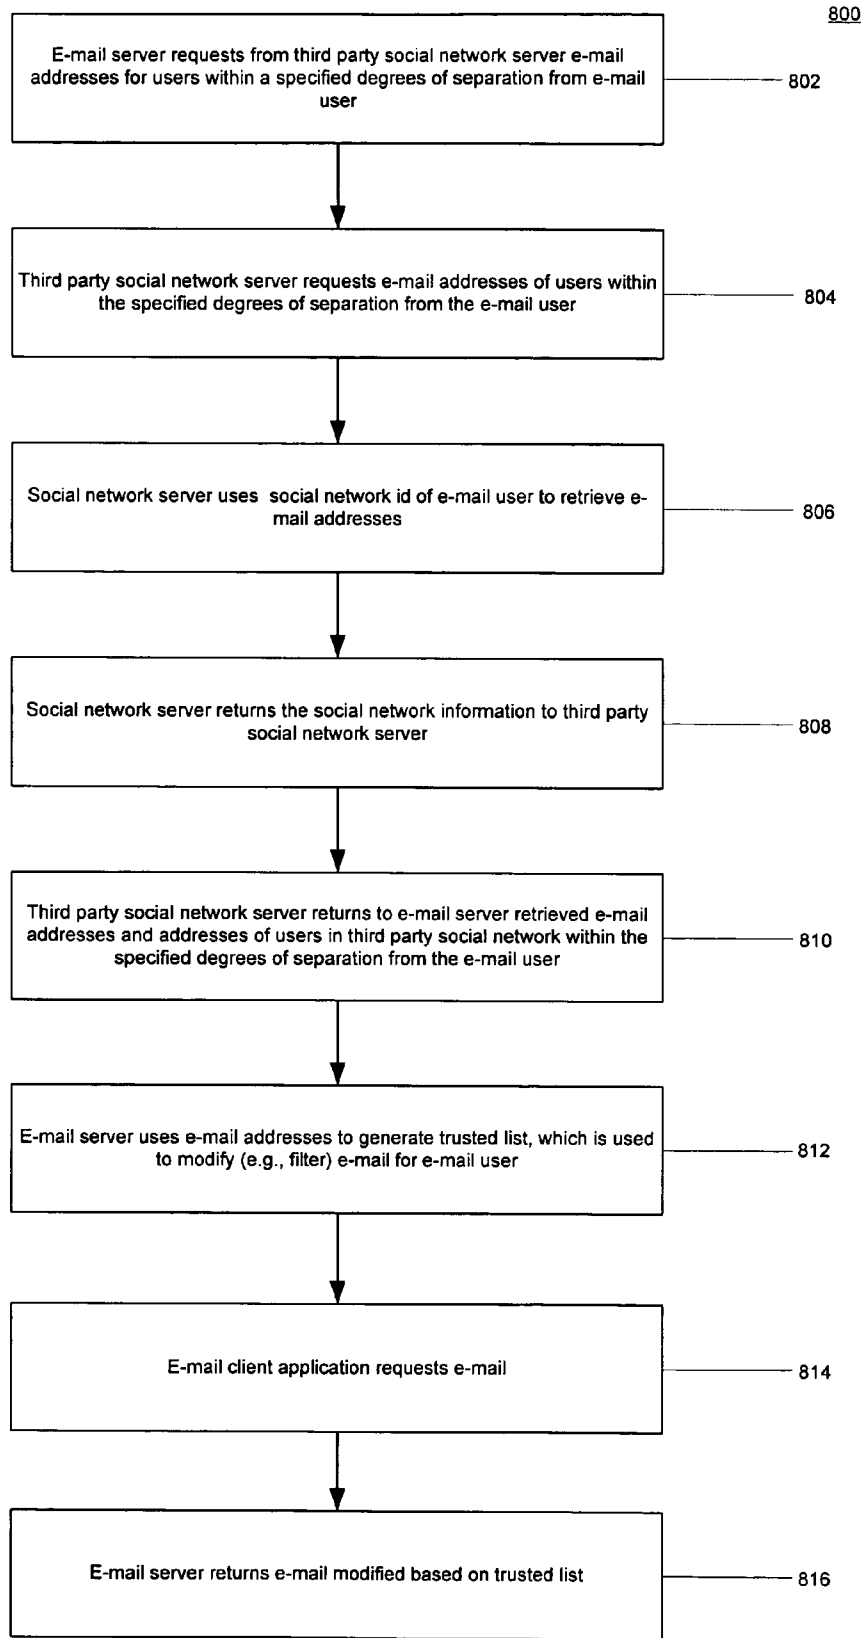 800
E-mail server requests from third party social network server e-mail
addresses for users within a specified degrees of separation from e-mail
user
802
Third party social network server requests e-mail addresses of users within
the specified degrees of separation from the e-mail user
804
Social network server uses social network id of e-mail user to retrieve e-
mail addresses
806
Social network server returns the social network information to third party
social network server
808
Third party social network server returns to e-mail server retrieved e-mail
addresses and addresses of users in third party social network within the
specified degrees of separation from the e-mail user
810
E-mail server uses e-mail addresses to generate trusted list, which is used
to modify (e.g., filter) e-mail for e-mail user
812
E-mail client application requests e-mail
814
E-mail server returns e-mail modified based on trusted list
816